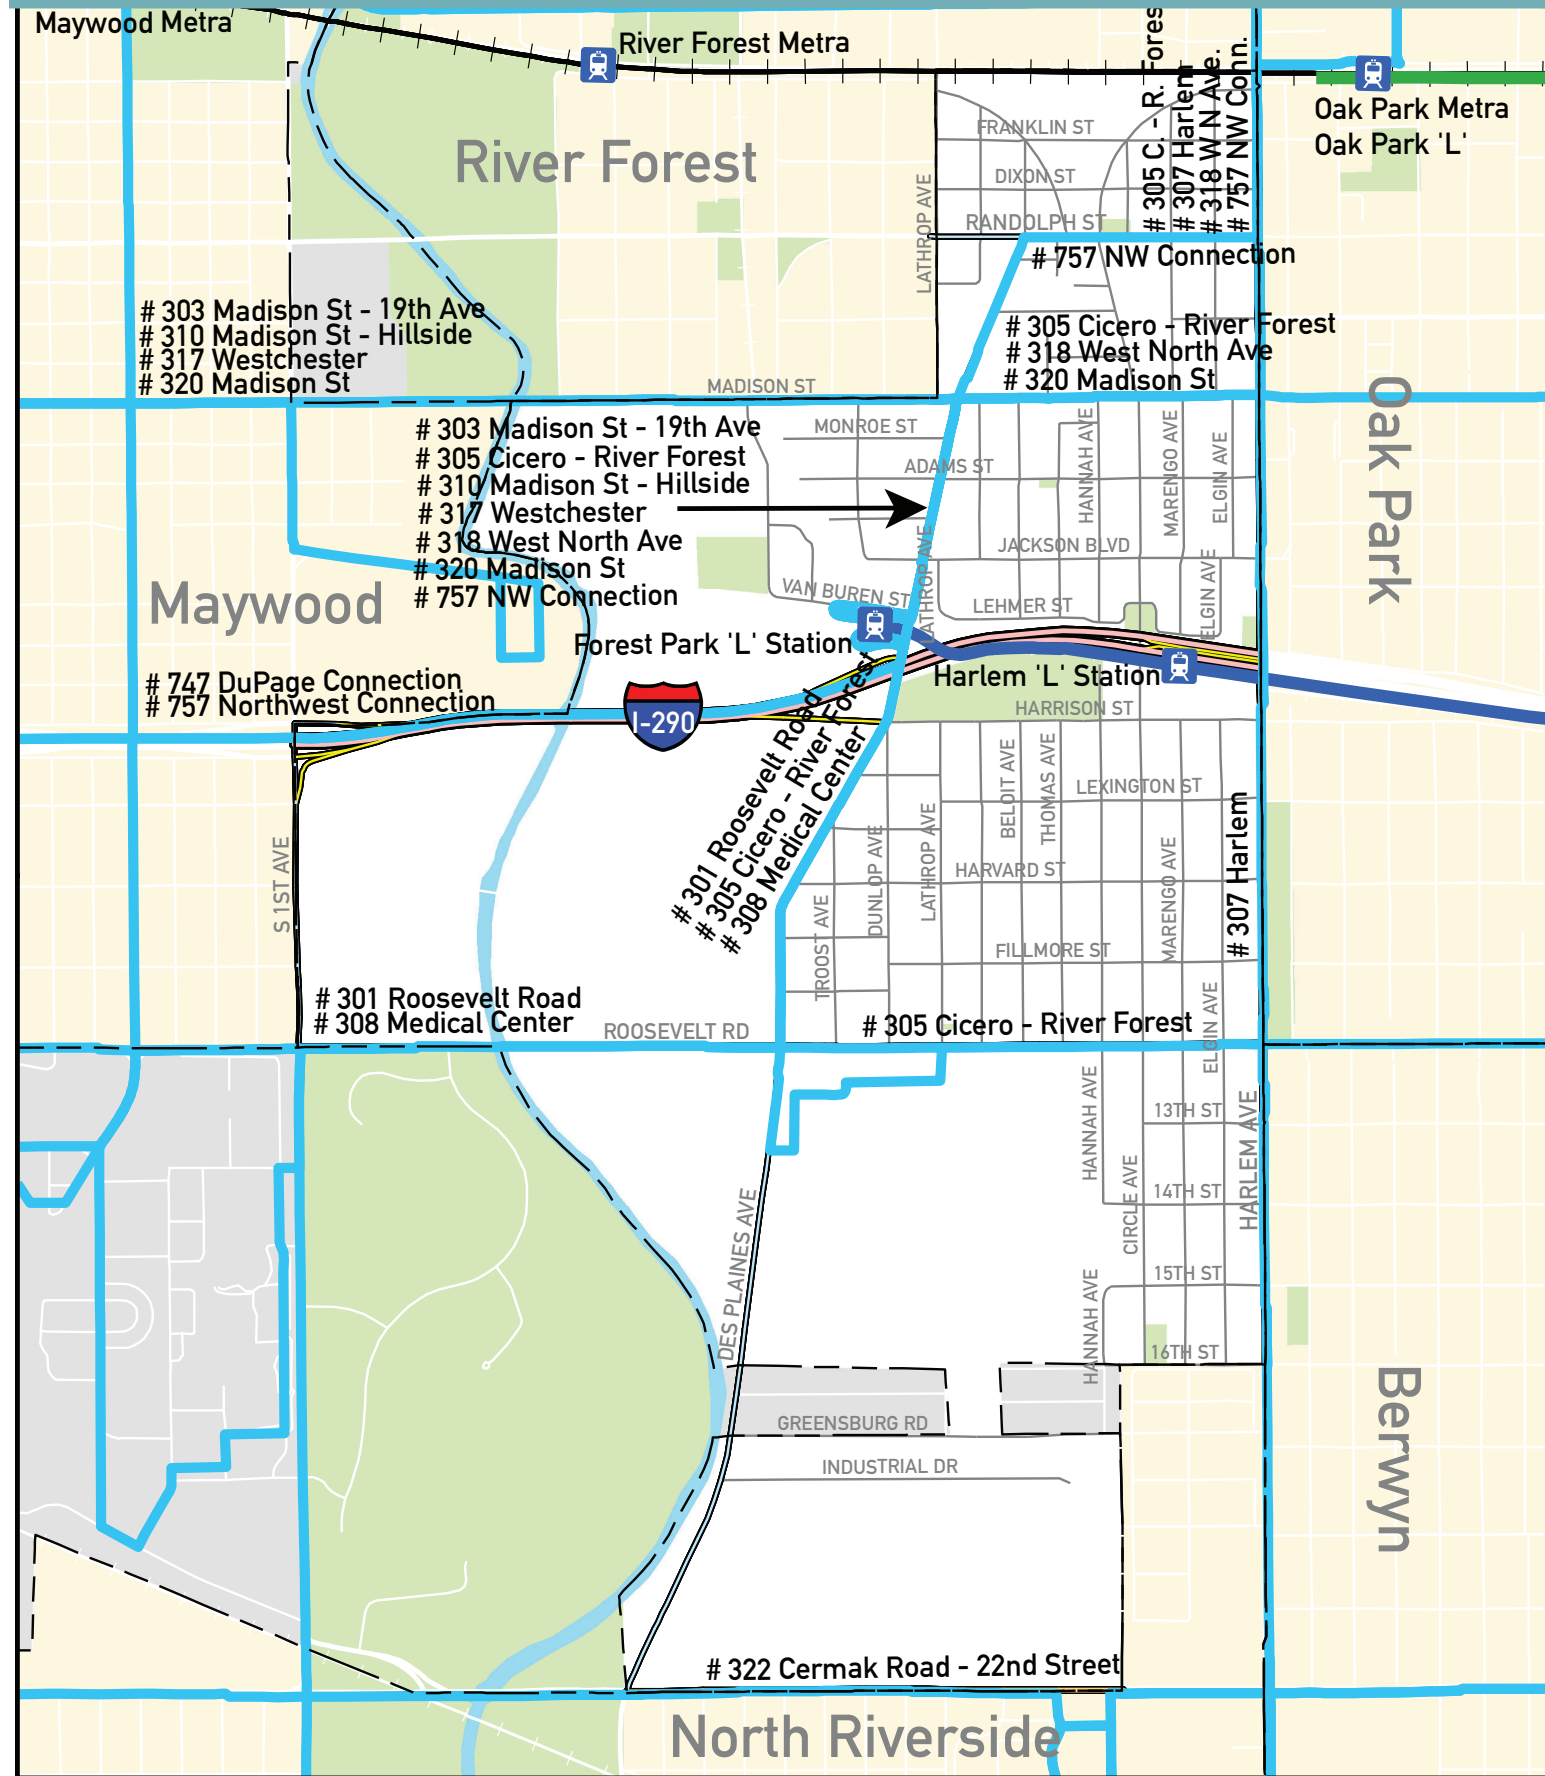 Maywood Metra
River Forest Metra
# 305 C. - R. Fores
# 307 Harlem
# 318 W N Ave.
# 757 NW Conn.
Oak Park Metra
Oak Park 'L'
River Forest
FRANKLIN ST
DIXON ST
RANDOLPH ST
LATHROP AVE
# 757 NW Connection
# 303 Madison St - 19th Ave
# 310 Madison St - Hillside
# 317 Westchester
# 320 Madison St
# 305 Cicero - River Forest
# 318 West North Ave
# 320 Madison St
MADISON ST
Oak Park
# 303 Madison St - 19th Ave
# 305 Cicero - River Forest
# 310 Madison St - Hillside
# 317 Westchester
# 318 West North Ave
# 320 Madison St
# 757 NW Connection
MONROE ST
ADAMS ST
HANNAH AVE
MARENGO AVE
ELGIN AVE
JACKSON BLVD
LATHROP AVE
VAN BUREN ST
LEHMER ST
ELGIN AVE
Maywood
Forest Park 'L' Station
Harlem 'L' Station
# 747 DuPage Connection
# 757 Northwest Connection
I-290
HARRISON ST
# 301 Roosevelt Road
# 305 Cicero - River Forest
# 308 Medical Center
BELOIT AVE
THOMAS AVE
LEXINGTON ST
S 1ST AVE
DUNLOP AVE
LATHROP AVE
HARVARD ST
MARENGO AVE
# 307 Harlem
TROOST AVE
FILLMORE ST
# 301 Roosevelt Road
# 308 Medical Center
ROOSEVELT RD
# 305 Cicero - River Forest
ELGIN AVE
HANNAH AVE
13TH ST
HARLEM AVE
CIRCLE AVE
14TH ST
DES PLAINES AVE
15TH ST
HANNAH AVE
16TH ST
GREENSBURG RD
Berwyn
INDUSTRIAL DR
# 322 Cermak Road - 22nd Street
North Riverside